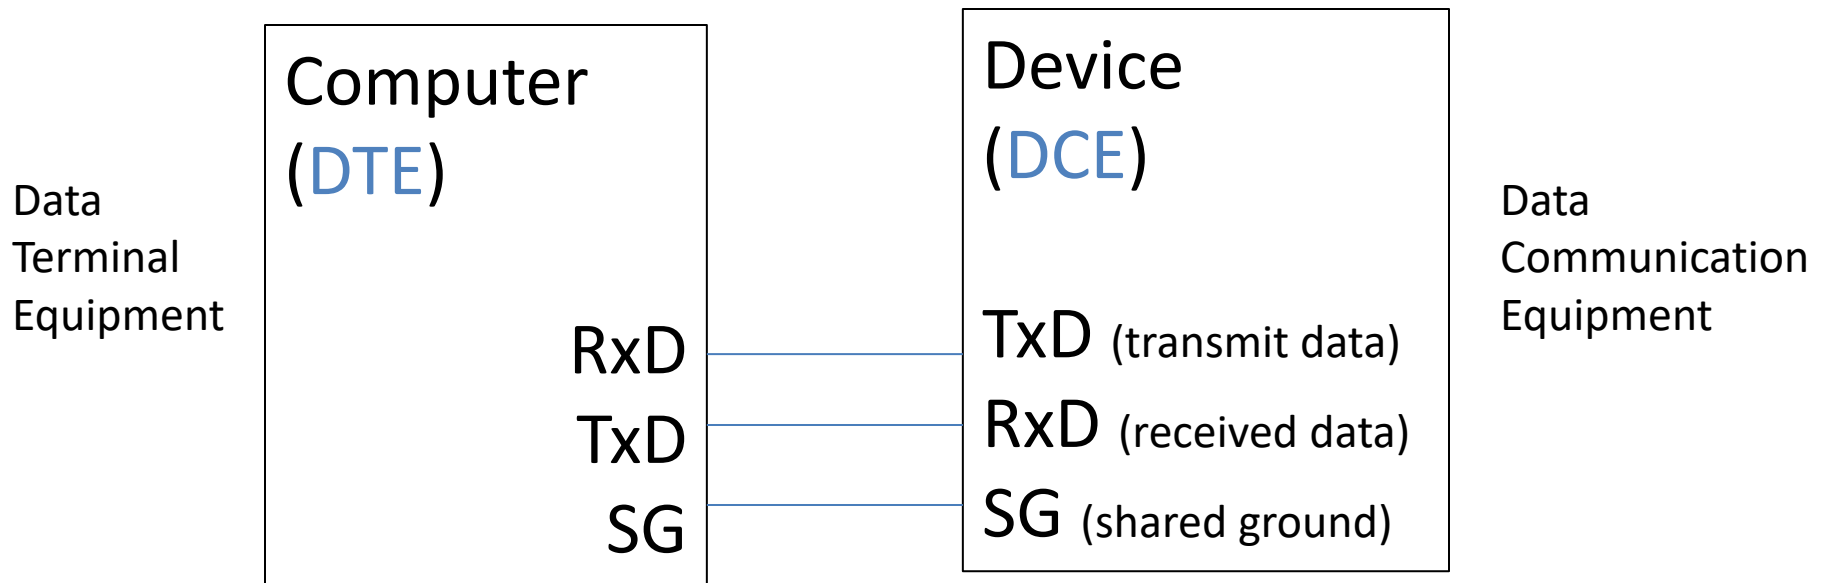 Data
Terminal
Equipment
Computer
(DTE)
RxD
TxD
SG
Device
(DCE)
TxD (transmit data)
RxD (received data)
SG (shared ground)
Data
Communication
Equipment